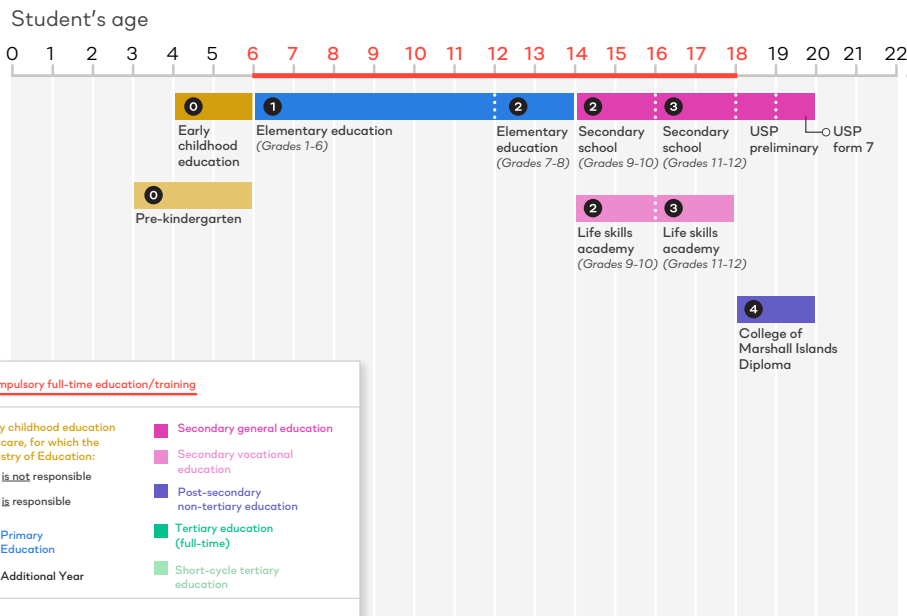 Student's age
0 1 2 3 4 5 6 7 8 9 10 11 12 13 14 15 16 17 18 19 20 21 22
0 1 2 2 3
Early
childhood
education
Elementary education
(Grades 1-6)
Elementary
education
(Grades 7-8)
Secondary
school
(Grades 9-10)
Secondary
school
(Grades 11-12)
USP
preliminary
USP
form 7
0
Pre-kindergarten
2 3
Life skills
academy
(Grades 9-10)
Life skills
academy
(Grades 11-12)
4
College of
Marshall Islands
Diploma
mpulsory full-time education/training
y childhood education
care, for which the
stry of Education:
is not responsible
is responsible
Primary
Education
Additional Year
Secondary general education
Secondary vocational
education
Post-secondary
non-tertiary education
Tertiary education
(full-time)
Short-cycle tertiary
education